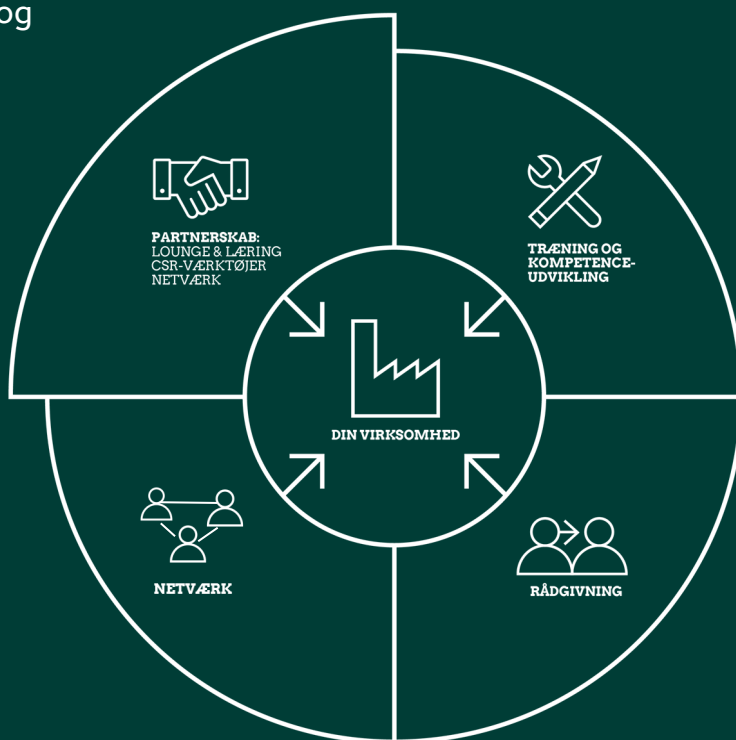 og
PARTNERSKAB:
LOUNGE & LÆRING
CSR-VÆRKTØJER
NETVÆRK
TRÆNING OG
KOMPETENCE-
UDVIKLING
DIN VIRKSOMHED
NETVÆRK
RÅDGIVNING